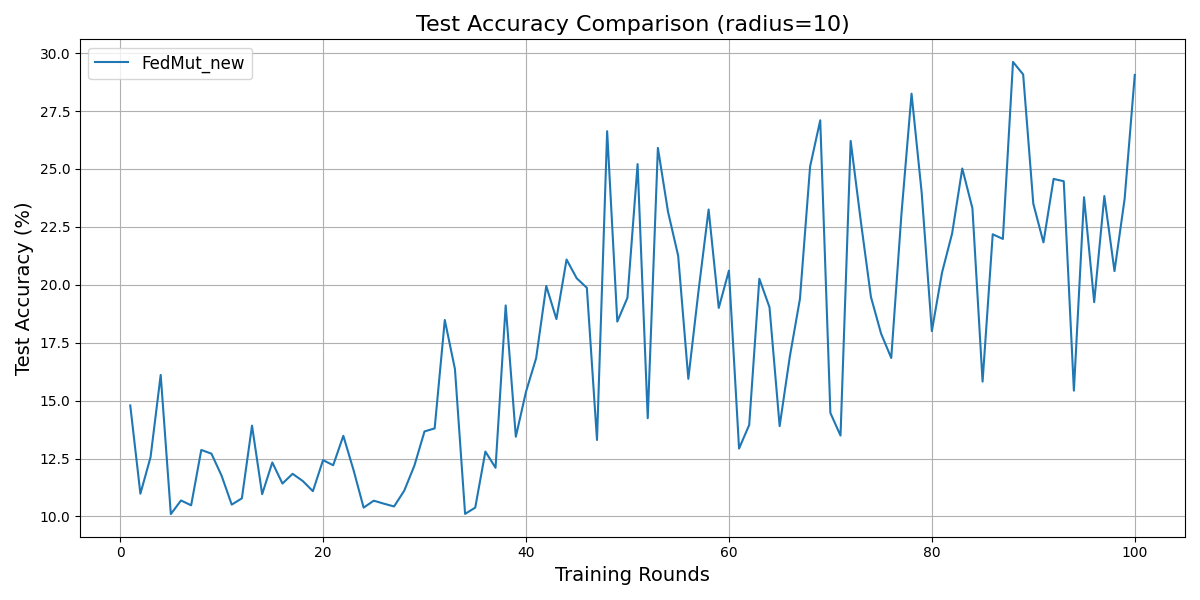 Test Accuracy Comparison (radius=10)
FedMut_new
Test Accuracy (%)
30.0
27.5
25.0
22.5
20.0
17.5
15.0
12.5
10.0
0 20 40 60 80 100
Training Rounds